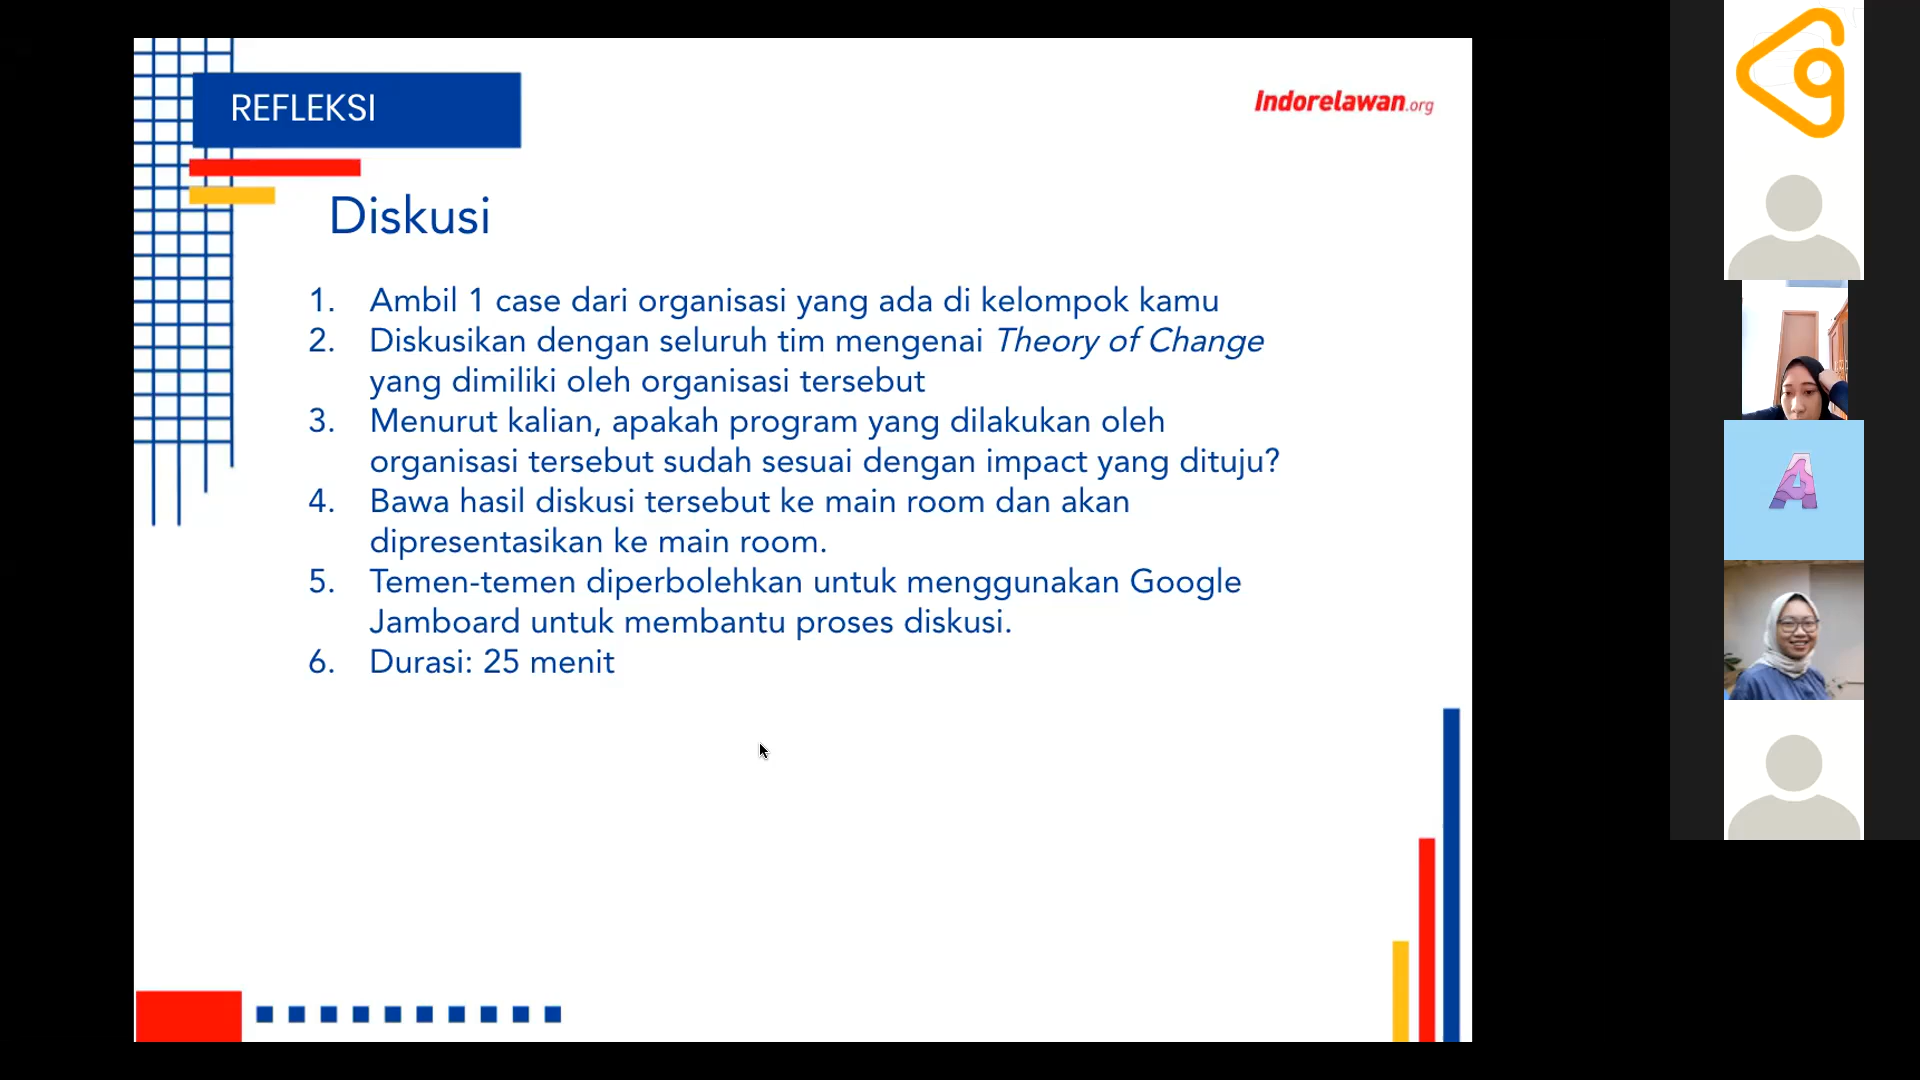 REFLEKSI
Indorelawan.org
Diskusi
1. Ambil 1 case dari organisasi yang ada di kelompok kamu
2. Diskusikan dengan seluruh tim mengenai Theory of Change
yang dimiliki oleh organisasi tersebut
3. Menurut kalian, apakah program yang dilakukan oleh
organisasi tersebut sudah sesuai dengan impact yang dituju?
4. Bawa hasil diskusi tersebut ke main room dan akan
dipresentasikan ke main room.
5. Temen-temen diperbolehkan untuk menggunakan Google
Jamboard untuk membantu proses diskusi.
6. Durasi: 25 menit
A